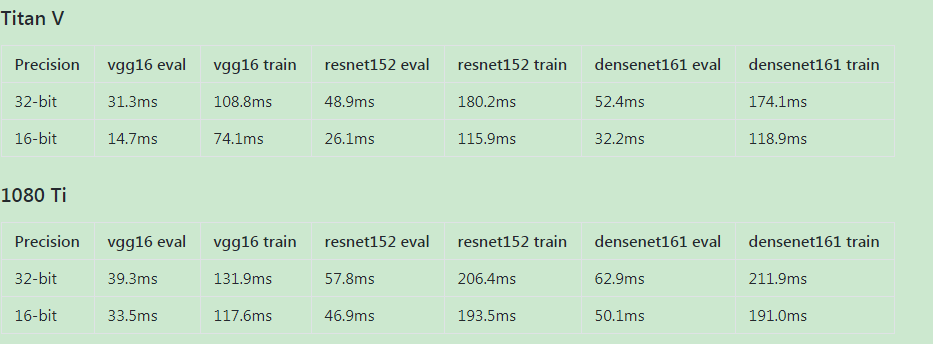 Titan V
Precision vgg16 eval vgg16 train resnet152 eval resnet152 train densenet161 eval densenet161 train
32-bit 31.3ms 108.8ms 48.9ms 180.2ms 52.4ms 174.1ms
16-bit 14.7ms 74.1ms 26.1ms 115.9ms 32.2ms 118.9ms
1080 Ti
Precision vgg16 eval vgg16 train resnet152 eval resnet152 train densenet161 eval densenet161 train
32-bit 39.3ms 131.9ms 57.8ms 206.4ms 62.9ms 211.9ms
16-bit 33.5ms 117.6ms 46.9ms 193.5ms 50.1ms 191.0ms